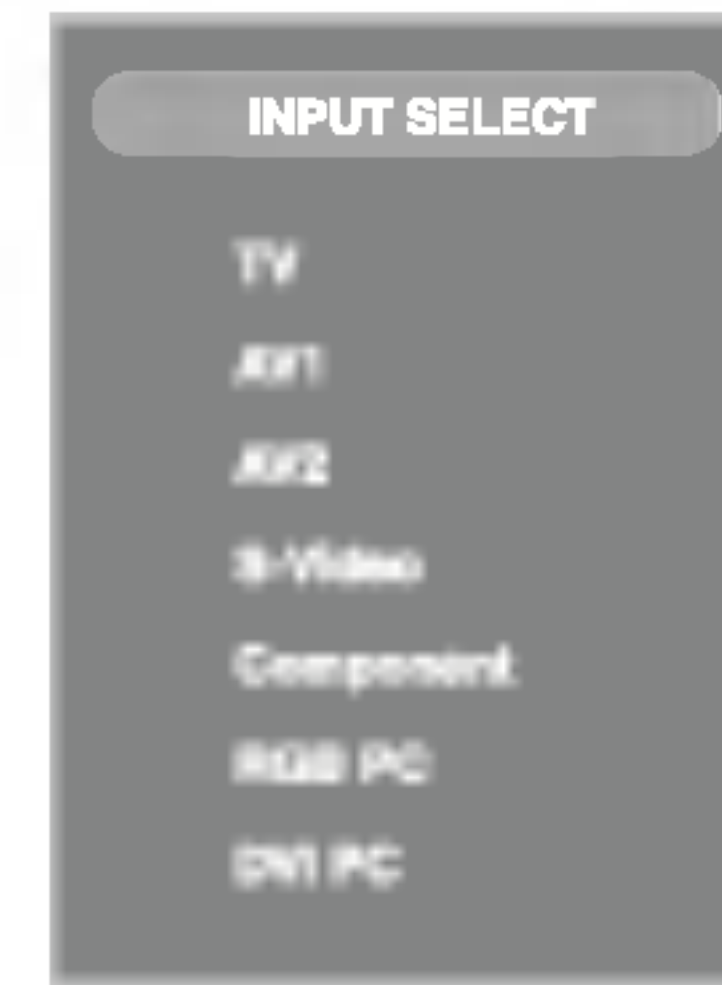 INPUT SELECT
TV
AV1
AV2
S-Video
Component
RGB PC
DVI PC